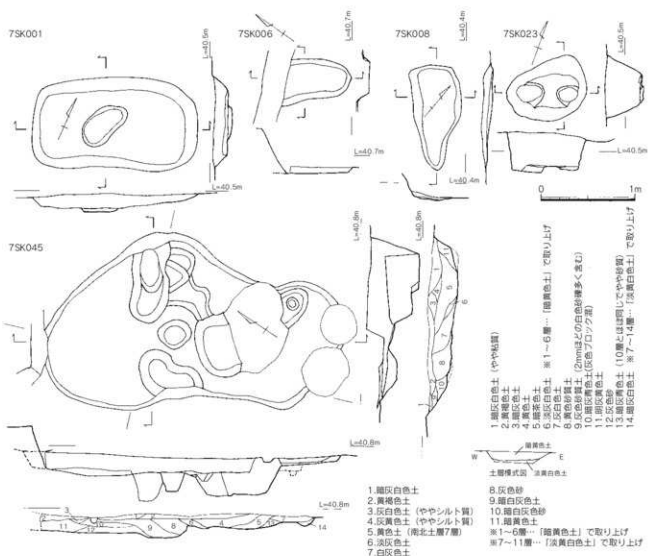 7SK001
7SK006
7SK008
7SK023
L=40.5m
L=40.7m
L=40.4m
L=40.5m
L=40.7m
L=40.4m
L=40.5m
L=40.5m
0
1m
7SK045
L=40.8m
L=40.8m
L=40.8m
L=40.8m
1.暗灰白色土(やや粘質)
2.黄褐色土
3.暗灰色土
4.黄色土
5.暗茶色土
6.淡灰白色土 ※1~6層…「暗黄色土」で取り上げ
7.灰白色土
8.黄色砂質土
9.灰色砂質土(2mmほどの白色砂礫多く含む)
10.暗灰黄色土(灰色ブロック混)
12.灰色砂
13.暗灰黄色土(10層とほぼ同じでやや砂質)
14.暗灰白色土 ※7~14層…「淡黄白色土」で取り上げ
暗黄色土
W
E
土層模式図
淡黄白色土
1.暗灰白色土
2.黄褐色土
3.灰白色土(ややシルト質)
4.灰黄色土(ややシルト質)
5.黄色土(南北土層7層)
6.淡灰色土
7.白灰色土
8.灰色砂
9.暗白灰色土
10.暗白灰色砂
11.暗黄色土
※1~6層…「暗黄色土」で取り上げ
※7~11層…「淡黄白色土」で取り上げ